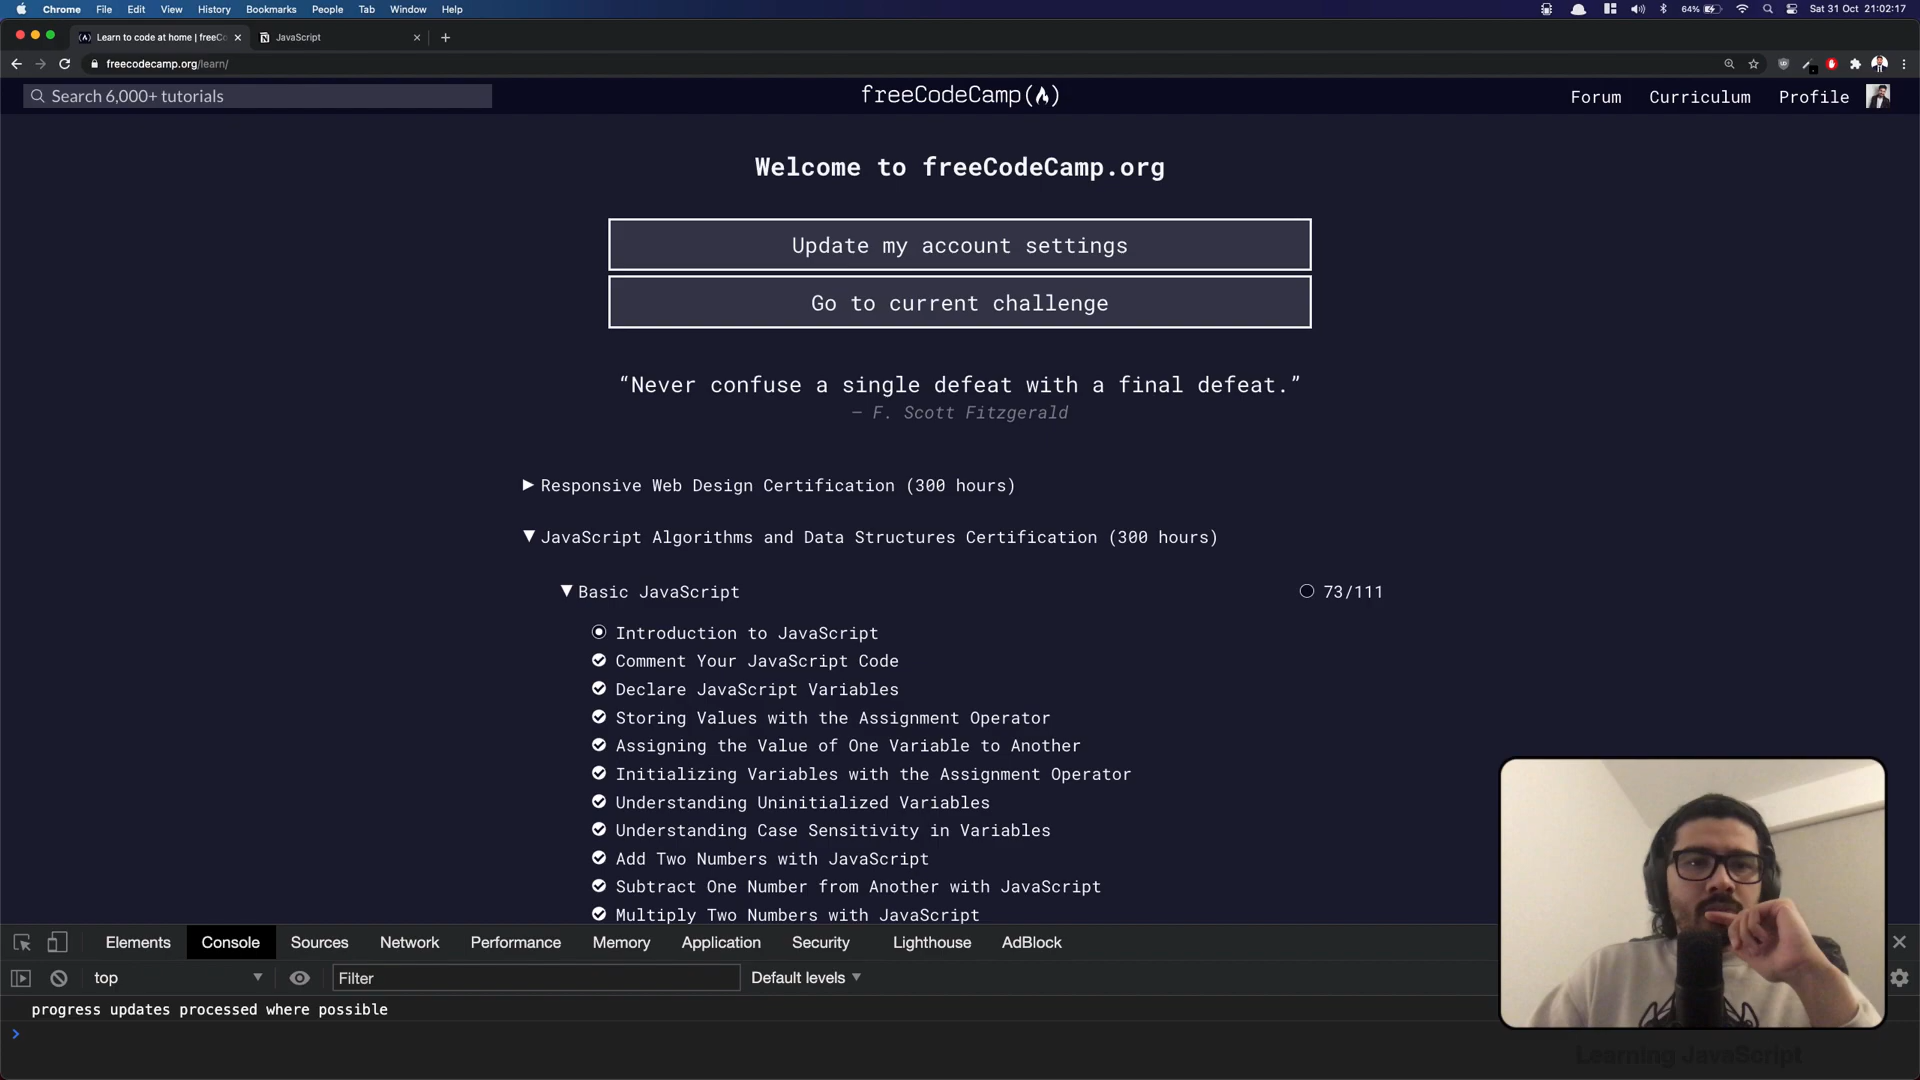 Chrome File Edit View History Bookmarks People Tab Window Help 64% Sat 31 Oct 21:02:17
Learn to code at home | freeCo JavaScript
freecodecamp.org/learn/
Search 6,000+ tutorials freeCodeCamp Forum Curriculum Profile
Welcome to freeCodeCamp.org
Update my account settings
Go to current challenge
“Never confuse a single defeat with a final defeat.”
— F. Scott Fitzgerald
Responsive Web Design Certification (300 hours)
JavaScript Algorithms and Data Structures Certification (300 hours)
Basic JavaScript 73/111
Introduction to JavaScript
Comment Your JavaScript Code
Declare JavaScript Variables
Storing Values with the Assignment Operator
Assigning the Value of One Variable to Another
Initializing Variables with the Assignment Operator
Understanding Uninitialized Variables
Understanding Case Sensitivity in Variables
Add Two Numbers with JavaScript
Subtract One Number from Another with JavaScript
Multiply Two Numbers with JavaScript
Elements Console Sources Network Performance Memory Application Security Lighthouse AdBlock
top Filter Default levels
progress updates processed where possible
Learning JavaScript